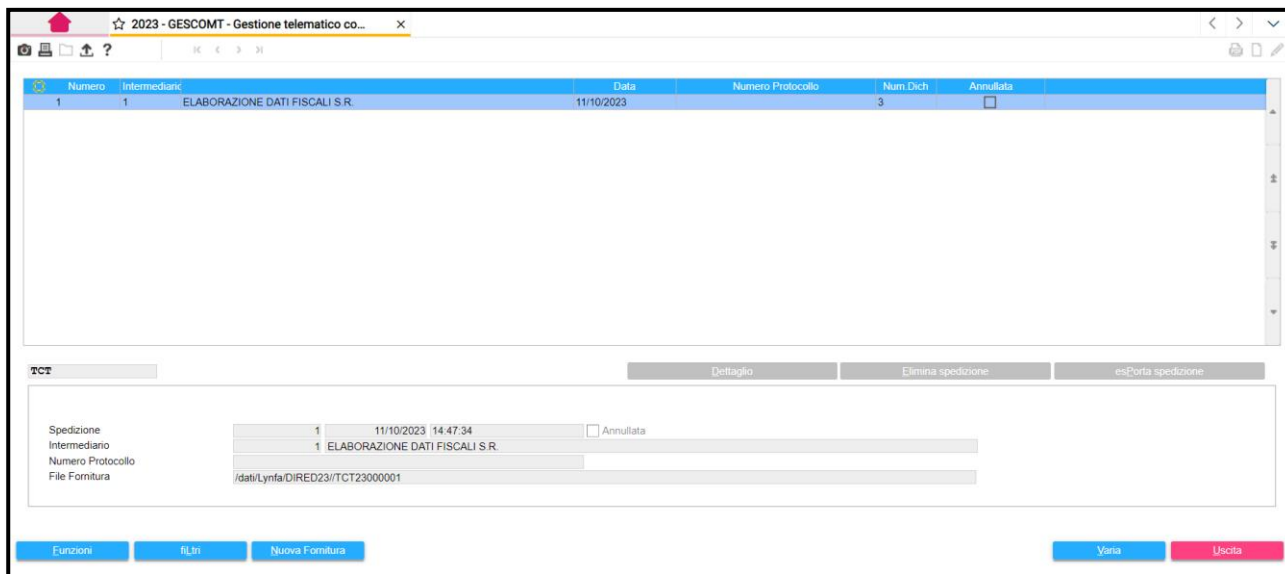 2023 - GESCOMT - Gestione telematico co...
?
Numero Intermediaric Data Numero Protocollo Num.Dich Annullata
1 1 ELABORAZIONE DATI FISCALI S.R. 11/10/2023 3
TCT Dettaglio Elimina spedizione esPorta spedizione
Spedizione 1 11/10/2023 14:47:34 Annullata
Intermediario 1 ELABORAZIONE DATI FISCALI S.R.
Numero Protocollo
File Fornitura /dati/Lynfa/DIRED23//TCT23000001
Funzioni fiLtri Nuova Fornitura Varia Uscita